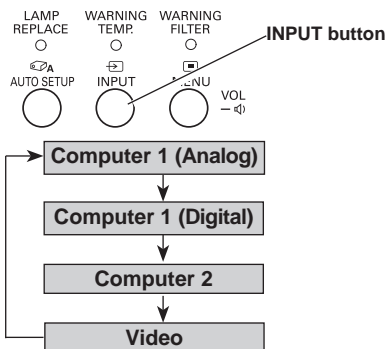 LAMP REPLACE
WARNING TEMP.
WARNING FILTER
INPUT button
AUTO SETUP
INPUT
MENU
VOL
Computer 1 (Analog)
Computer 1 (Digital)
Computer 2
Video